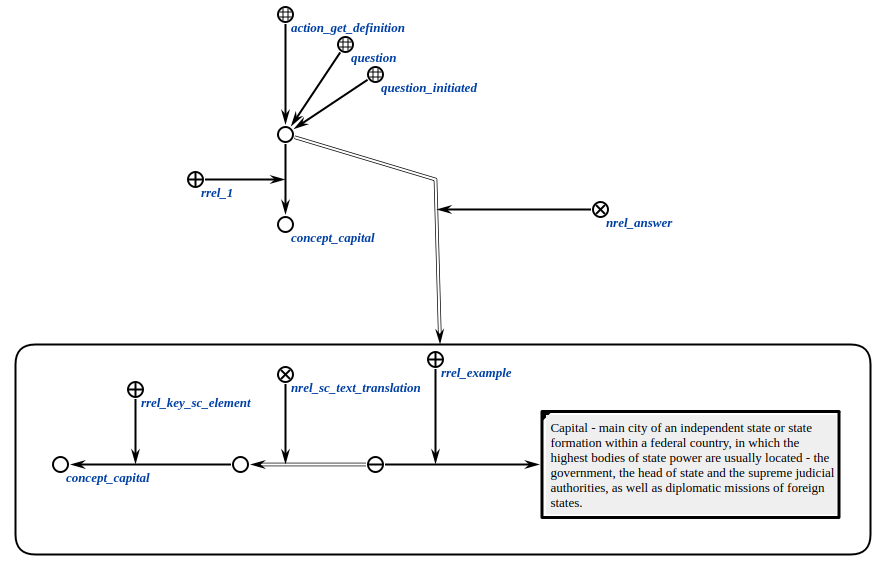 action_get_definition
question
question_initiated
rrel_1
concept_capital
nrel_answer
rrel_example
nrel_sc_text_translation
rrel_key_sc_element
concept_capital
Capital - main city of an independent state or state
formation within a federal country, in which the
highest bodies of state power are usually located - the
government, the head of state and the supreme judicial
authorities, as well as diplomatic missions of foreign
states.